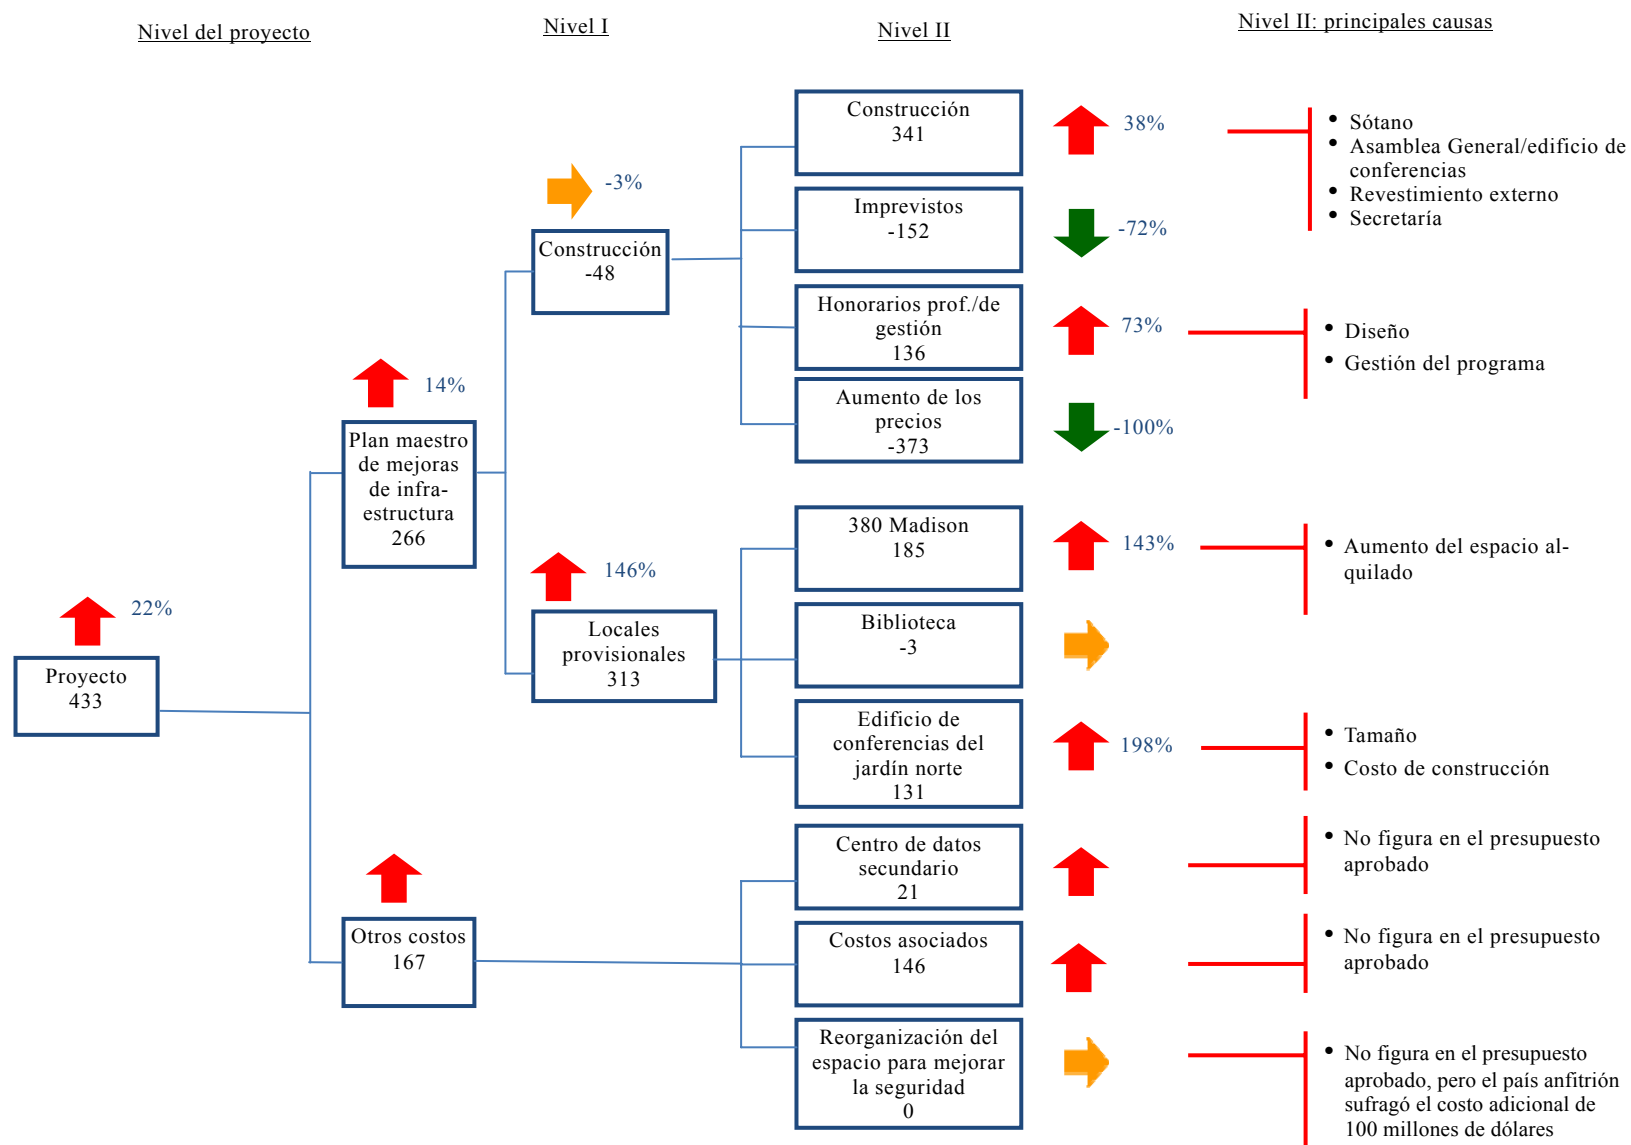 Nivel del proyecto
Nivel I
Nivel II
Nivel II: principales causas
Proyecto
433
22%
Plan maestro
de mejoras
de infra-
estructura
266
14%
Otros costos
167
Construcción
-48
-3%
Locales
provisionales
313
146%
Construcción
341
38%
• Sótano
• Asamblea General/edificio de
conferencias
• Revestimiento externo
• Secretaría
Imprevistos
-152
-72%
Honorarios prof./de
gestión
136
73%
• Diseño
• Gestión del programa
Aumento de los
precios
-373
-100%
380 Madison
185
143%
• Aumento del espacio al-
quilado
Biblioteca
-3
Edificio de
conferencias del
jardín norte
131
198%
• Tamaño
• Costo de construcción
Centro de datos
secundario
21
• No figura en el presupuesto
aprobado
Costos asociados
146
• No figura en el presupuesto
aprobado
Reorganización del
espacio para mejorar
la seguridad
0
• No figura en el presupuesto
aprobado, pero el país anfitrión
sufragó el costo adicional de
100 millones de dólares